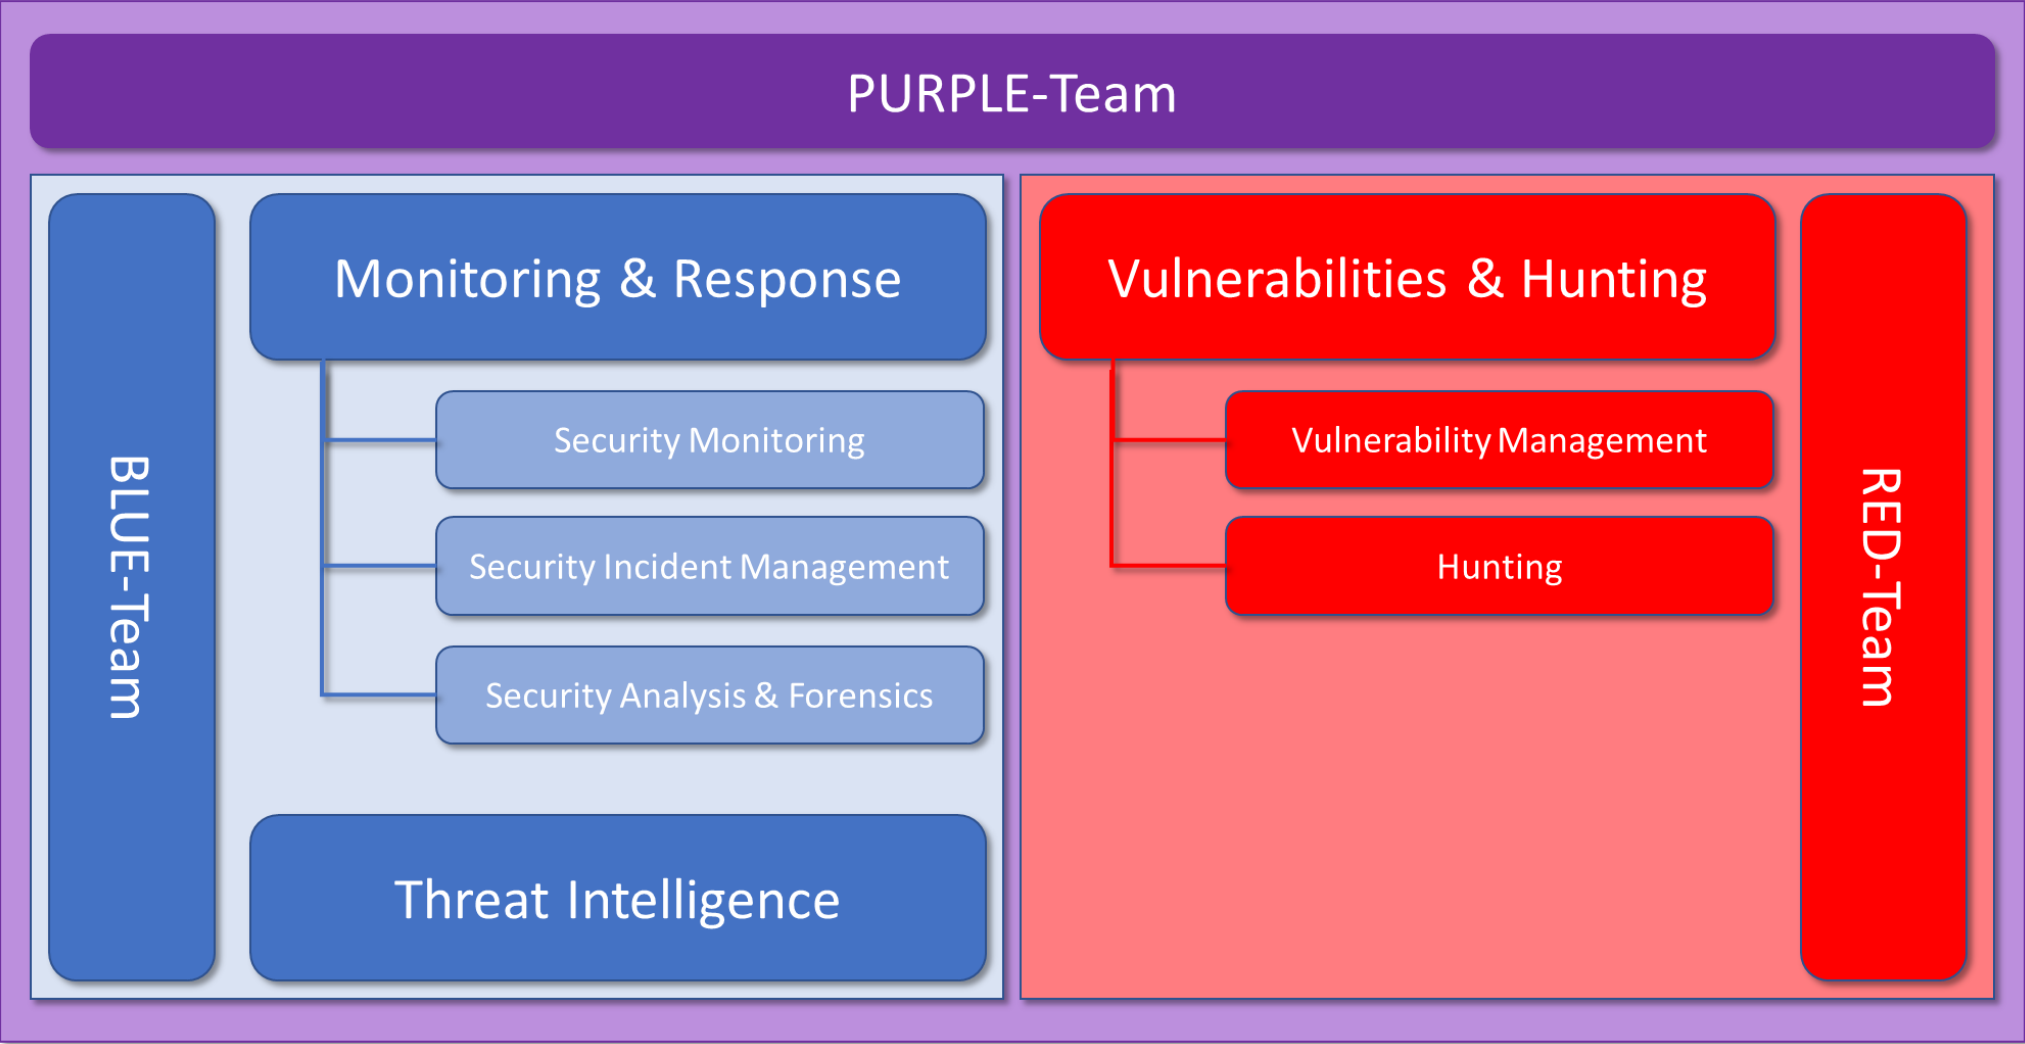 PURPLE-Team
BLUE-Team
Monitoring & Response
Security Monitoring
Security Incident Management
Security Analysis & Forensics
Threat Intelligence
Vulnerabilities & Hunting
Vulnerability Management
Hunting
RED-Team